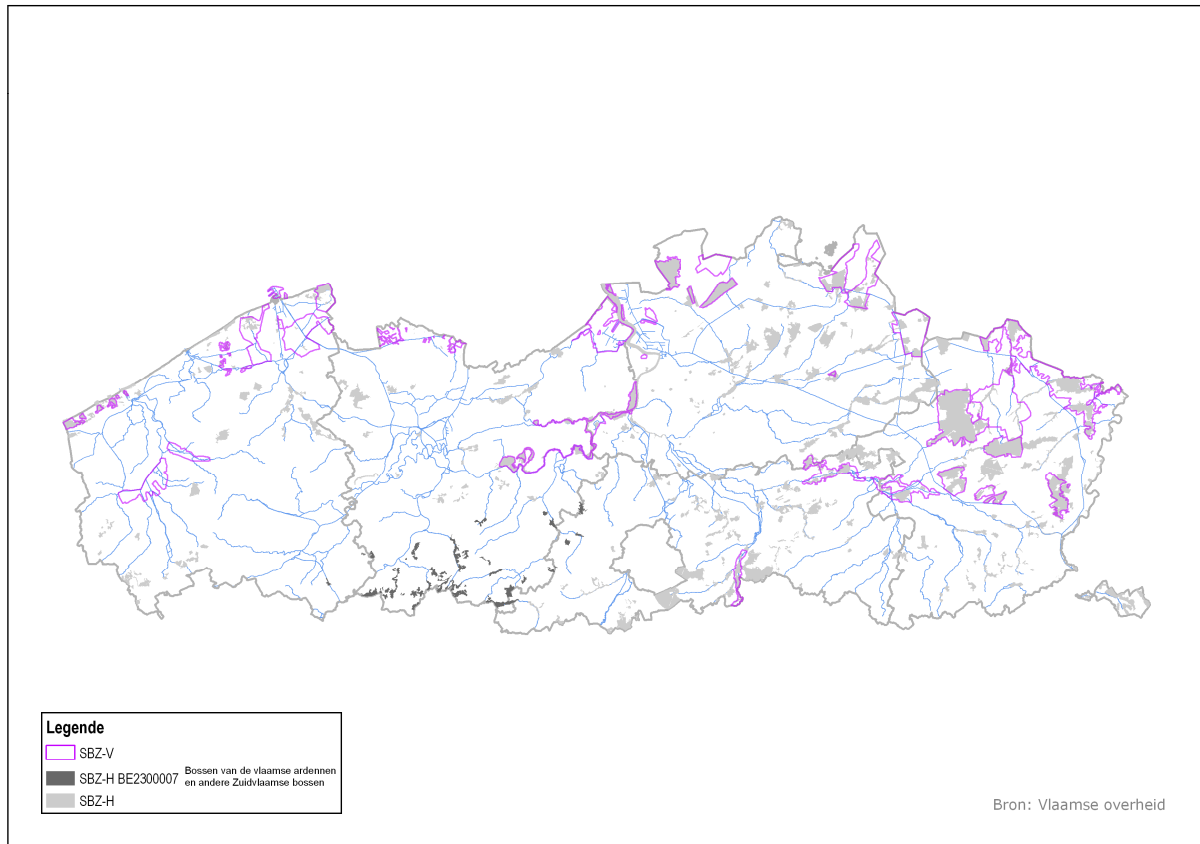 Legende
SBZ-V
SBZ-H BE2300007 Bossen van de vlaamse ardennen
en andere Zuidvlaamse bossen
SBZ-H
Bron: Vlaamse overheid